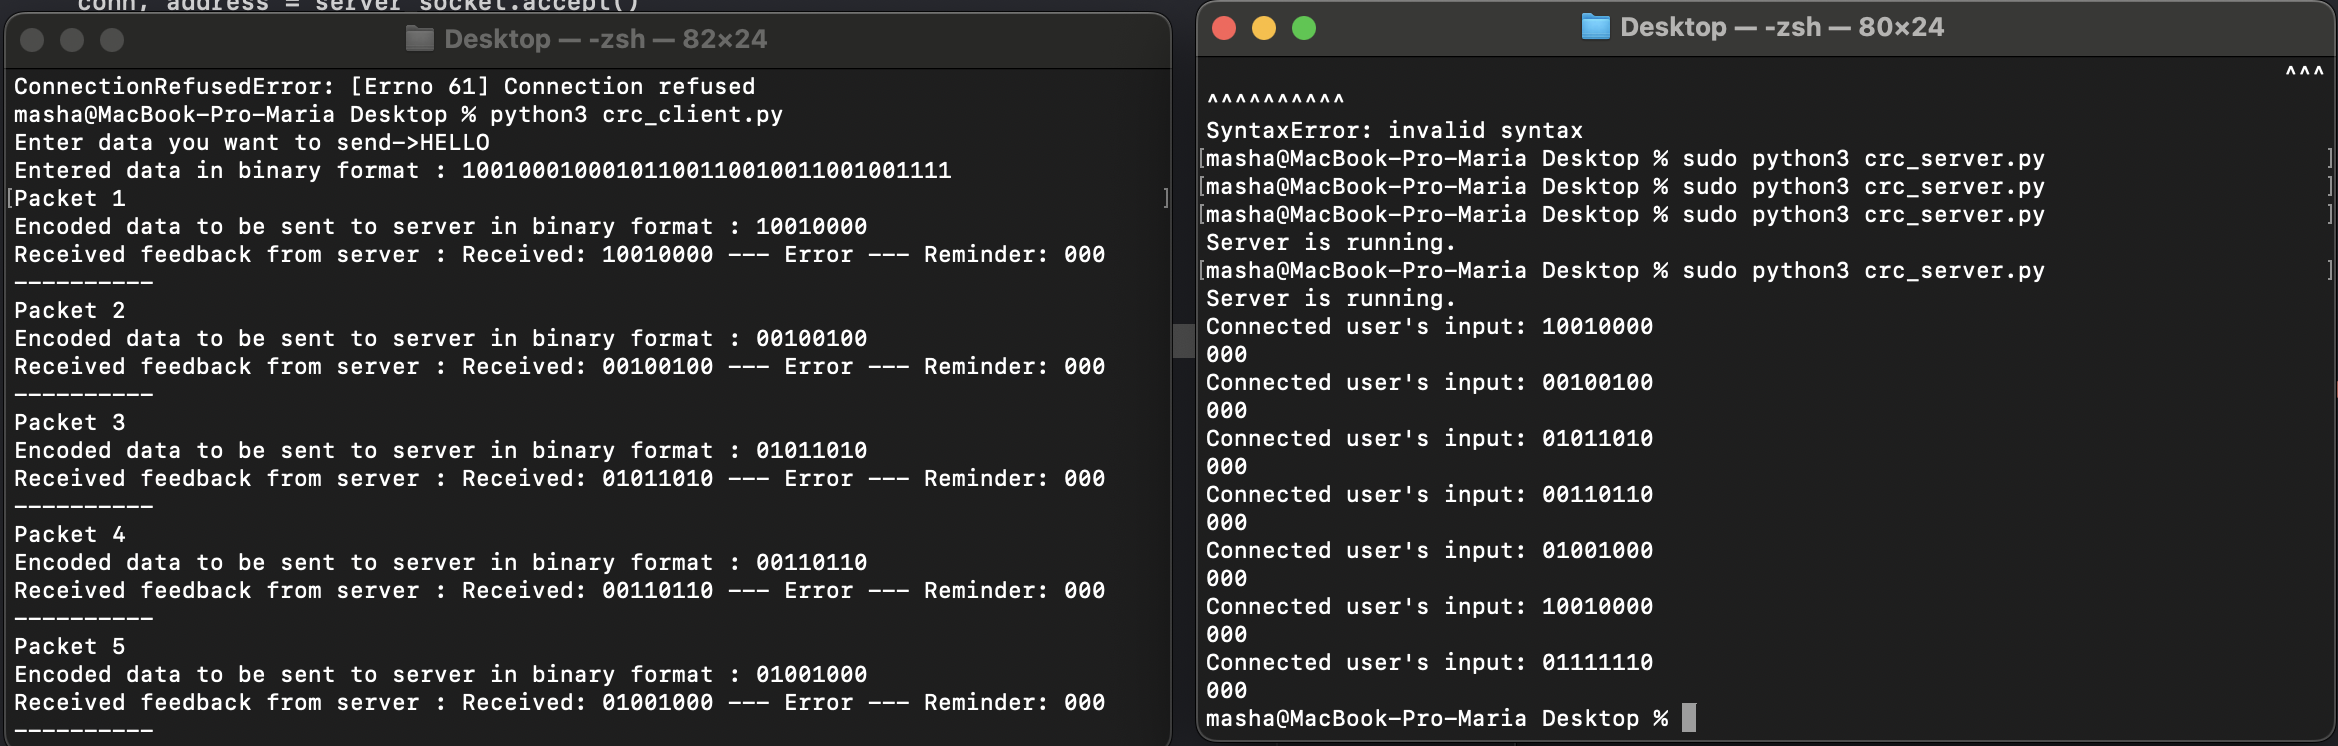 conn, address = server_socket.accept()
Desktop — -zsh — 82×24
ConnectionRefusedError: [Errno 61] Connection refused
masha@MacBook-Pro-Maria Desktop % python3 crc_client.py
Enter data you want to send->HELLO
Entered data in binary format : 10010001000101100110010011001001111
[Packet 1 ]
Encoded data to be sent to server in binary format : 10010000
Received feedback from server : Received: 10010000 --- Error --- Reminder: 000
----------
Packet 2
Encoded data to be sent to server in binary format : 00100100
Received feedback from server : Received: 00100100 --- Error --- Reminder: 000
----------
Packet 3
Encoded data to be sent to server in binary format : 01011010
Received feedback from server : Received: 01011010 --- Error --- Reminder: 000
----------
Packet 4
Encoded data to be sent to server in binary format : 00110110
Received feedback from server : Received: 00110110 --- Error --- Reminder: 000
----------
Packet 5
Encoded data to be sent to server in binary format : 01001000
Received feedback from server : Received: 01001000 --- Error --- Reminder: 000
----------
Desktop — -zsh — 80×24
^^^
^^^^^^^^^^
SyntaxError: invalid syntax
[masha@MacBook-Pro-Maria Desktop % sudo python3 crc_server.py ]
[masha@MacBook-Pro-Maria Desktop % sudo python3 crc_server.py ]
[masha@MacBook-Pro-Maria Desktop % sudo python3 crc_server.py ]
Server is running.
[masha@MacBook-Pro-Maria Desktop % sudo python3 crc_server.py ]
Server is running.
Connected user's input: 10010000
000
Connected user's input: 00100100
000
Connected user's input: 01011010
000
Connected user's input: 00110110
000
Connected user's input: 01001000
000
Connected user's input: 10010000
000
Connected user's input: 01111110
000
masha@MacBook-Pro-Maria Desktop %